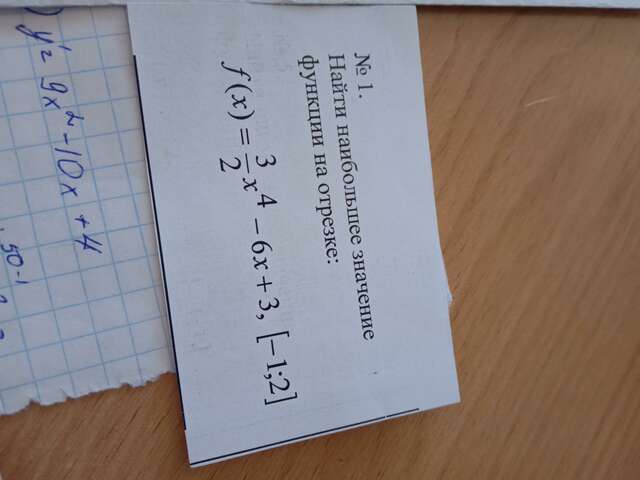 № 1.
Найти наибольшее значение
функции на отрезке:
f(x) = 3/2 x⁴ − 6x + 3, [−1;2]
) y' = 9x² − 10x + 4